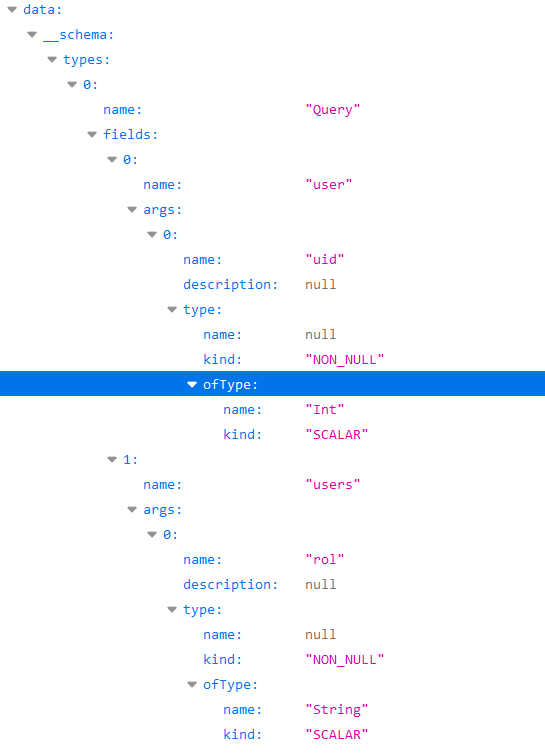 data:
__schema:
types:
0:
name: "Query"
fields:
0:
name: "user"
args:
0:
name: "uid"
description: null
type:
name: null
kind: "NON_NULL"
ofType:
name: "Int"
kind: "SCALAR"
1:
name: "users"
args:
0:
name: "rol"
description: null
type:
name: null
kind: "NON_NULL"
ofType:
name: "String"
kind: "SCALAR"